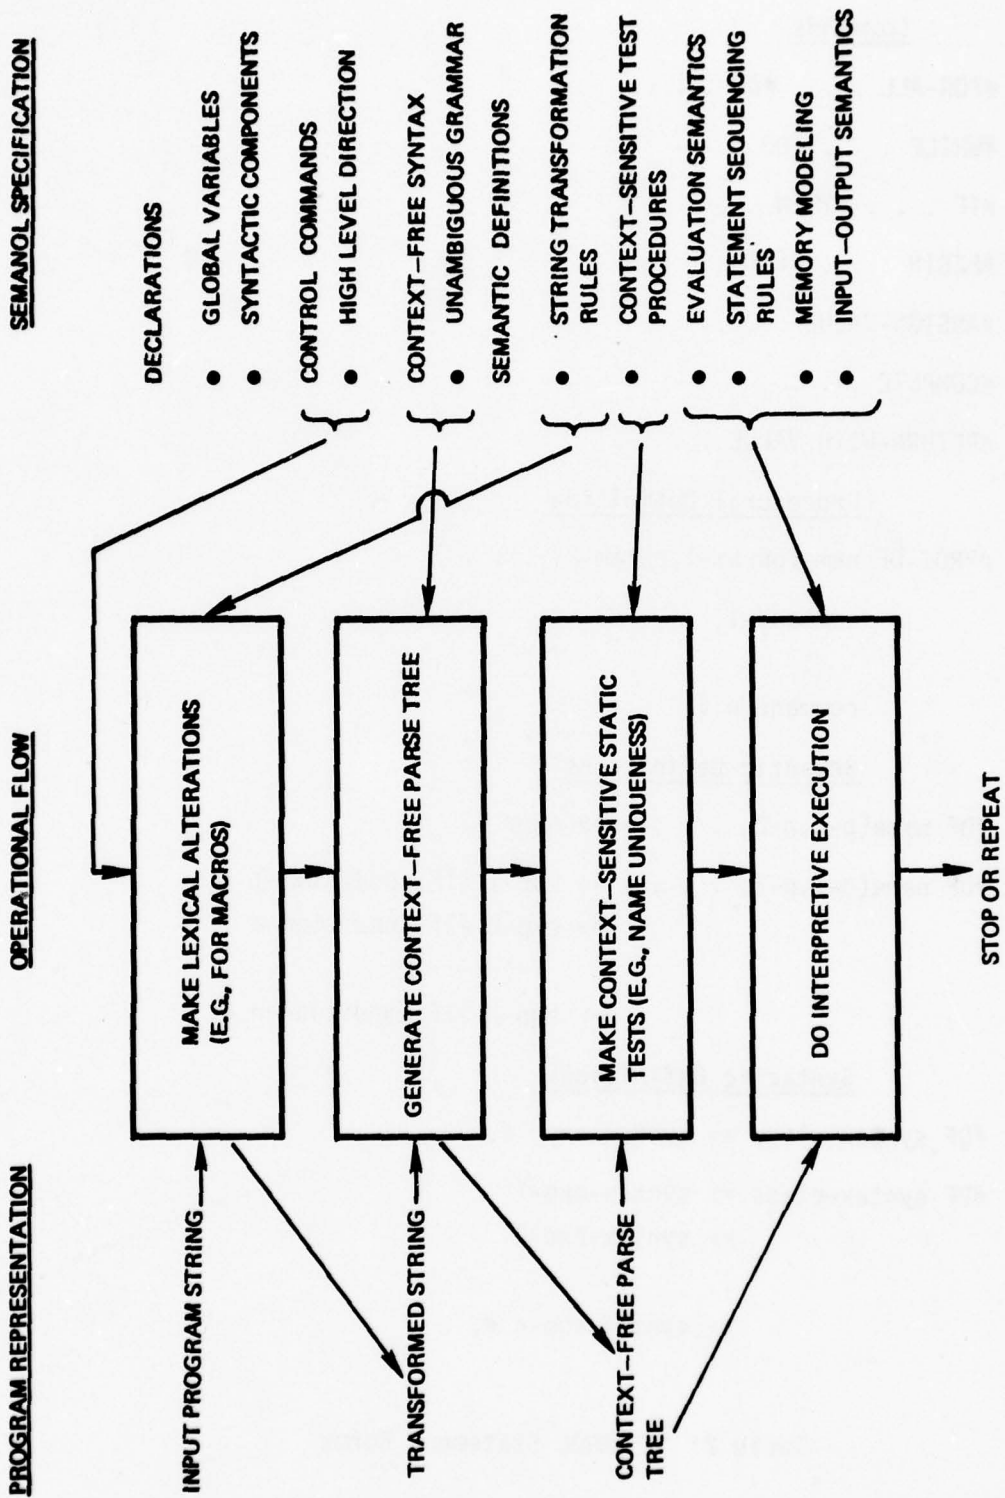 PROGRAM REPRESENTATION
INPUT PROGRAM STRING
TRANSFORMED STRING
CONTEXT-FREE PARSE
TREE
OPERATIONAL FLOW
MAKE LEXICAL ALTERATIONS
(E.G., FOR MACROS)
GENERATE CONTEXT-FREE PARSE TREE
MAKE CONTEXT-SENSITIVE STATIC
TESTS (E.G., NAME UNIQUENESS)
DO INTERPRETIVE EXECUTION
STOP OR REPEAT
SEMANOL SPECIFICATION
DECLARATIONS
• GLOBAL VARIABLES
• SYNTACTIC COMPONENTS
CONTROL COMMANDS
• HIGH LEVEL DIRECTION
CONTEXT-FREE SYNTAX
• UNAMBIGUOUS GRAMMAR
SEMANTIC DEFINITIONS
• STRING TRANSFORMATION
RULES
• CONTEXT-SENSITIVE TEST
PROCEDURES
• EVALUATION SEMANTICS
• STATEMENT SEQUENCING
RULES
• MEMORY MODELING
• INPUT-OUTPUT SEMANTICS